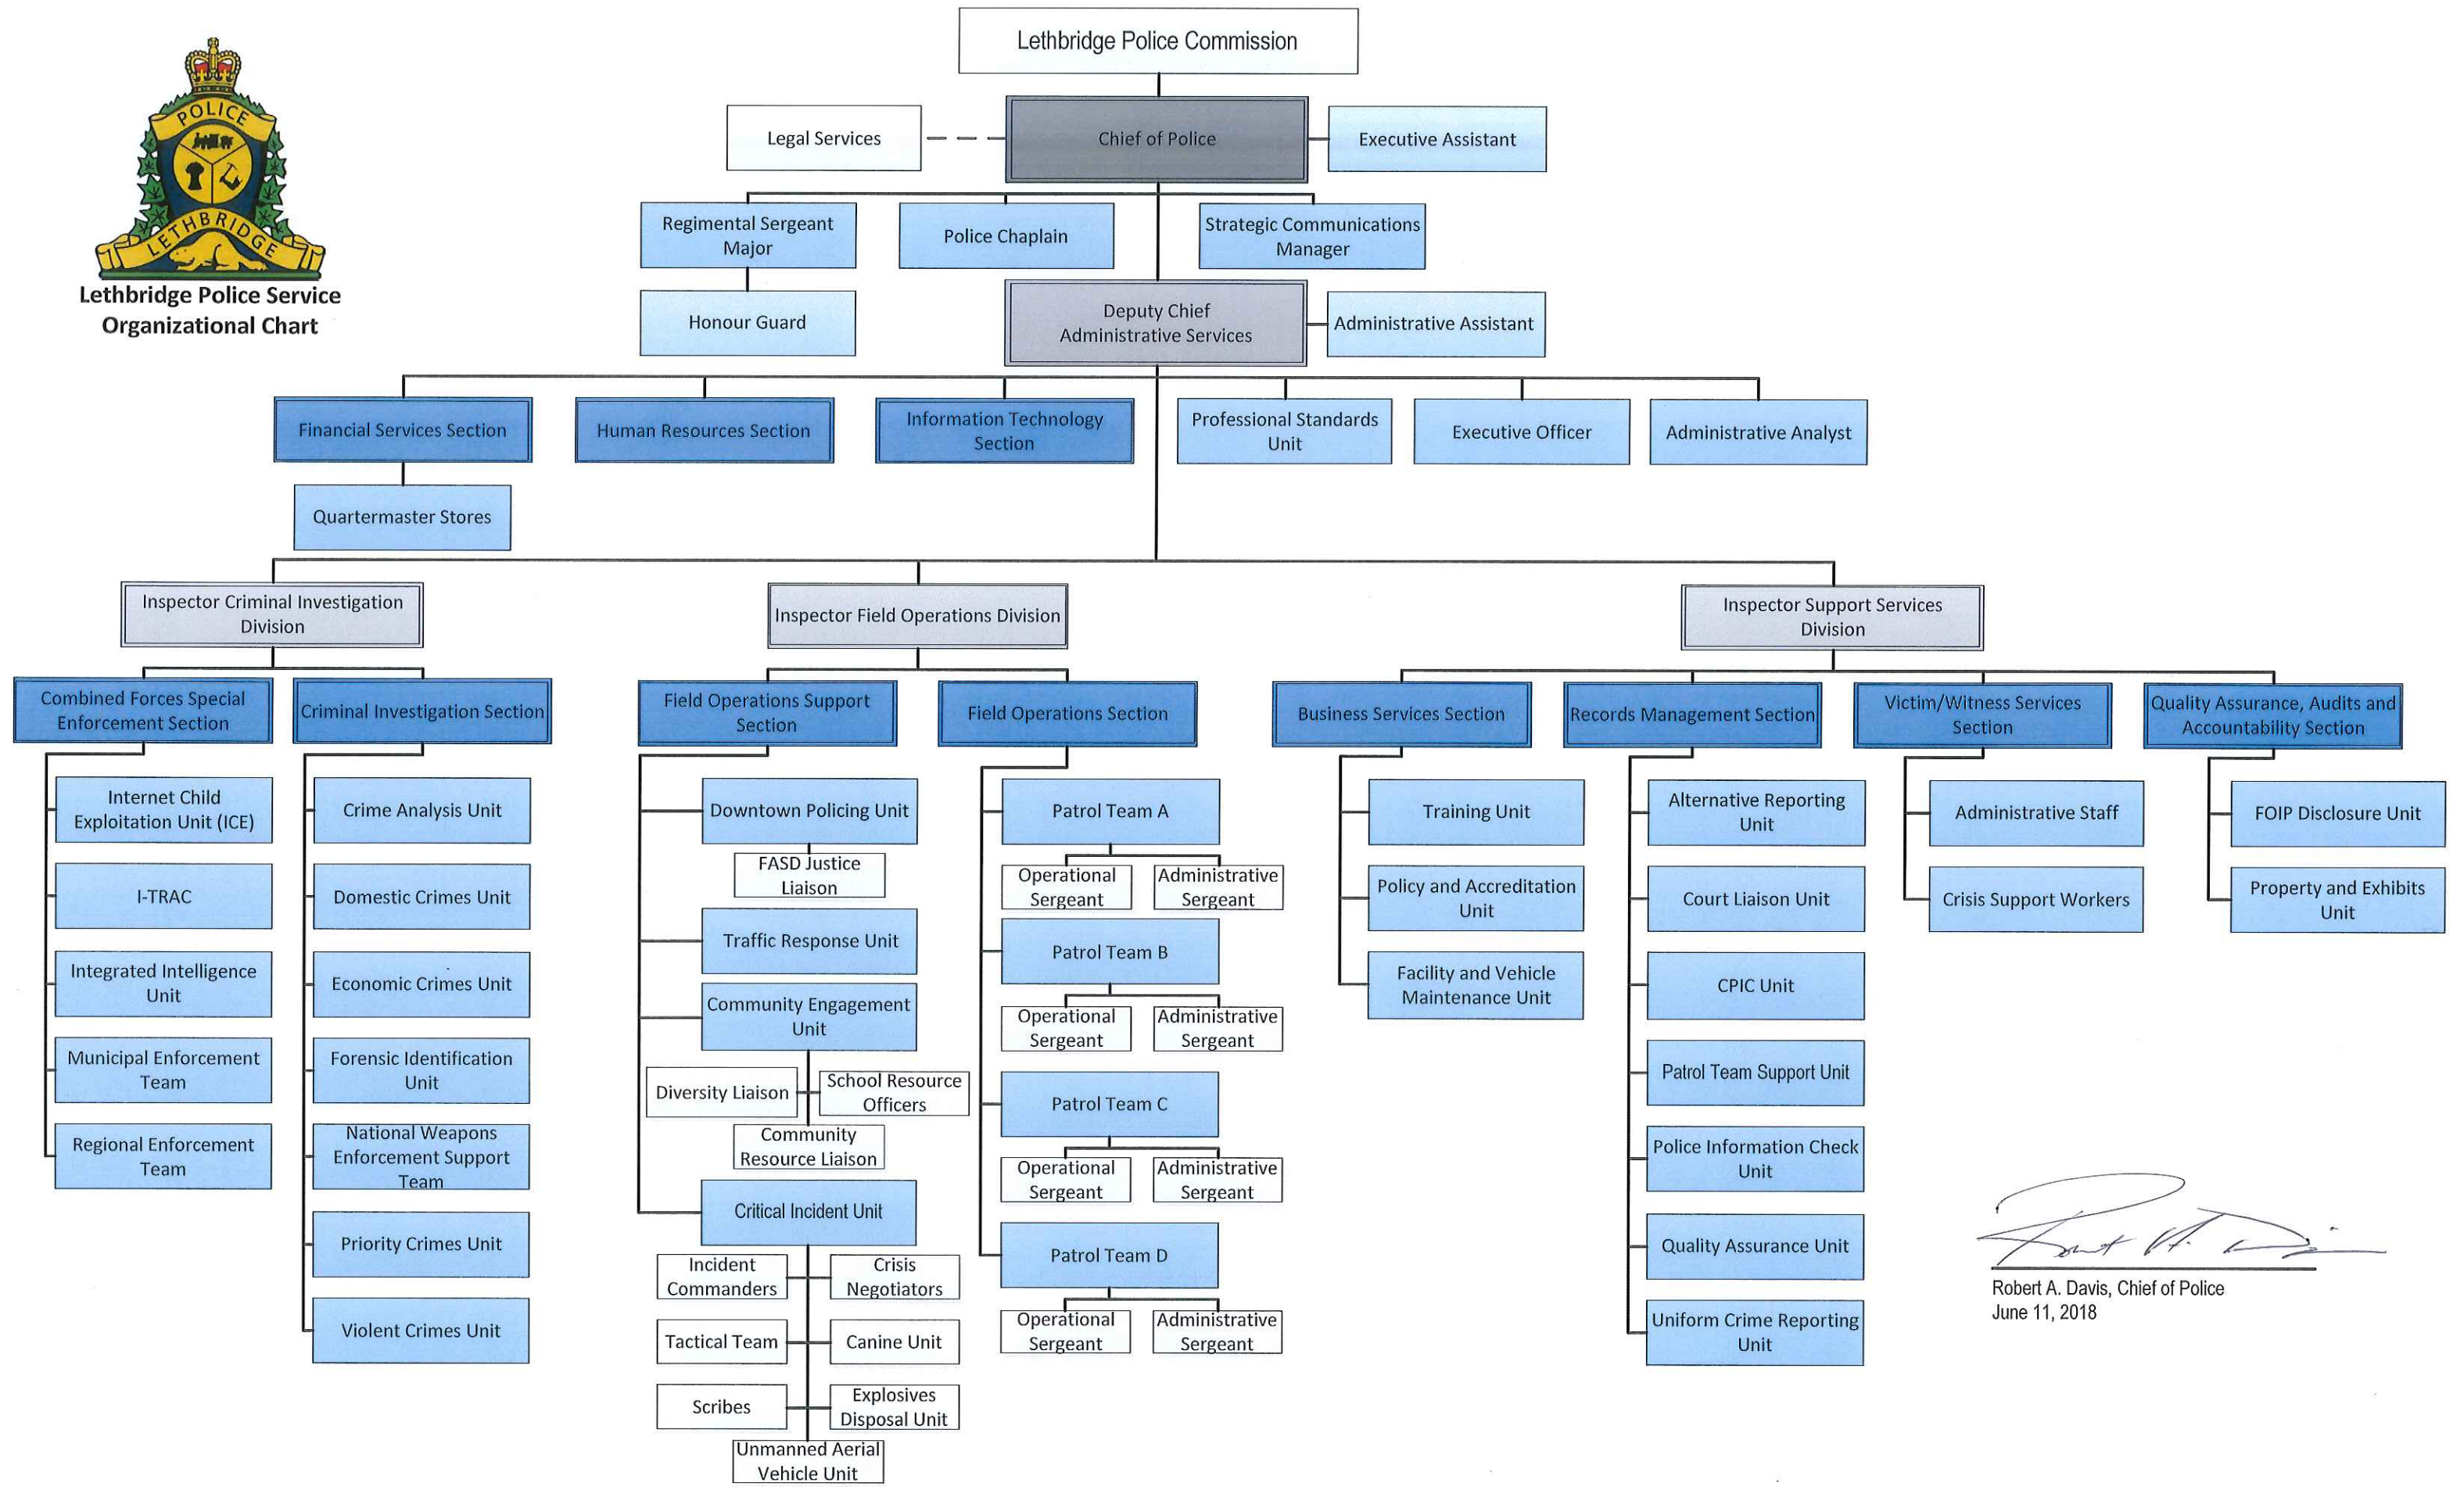 Lethbridge Police Commission
POLICE
LETHBRIDGE
Lethbridge Police Service
Organizational Chart
Legal Services
Chief of Police
Executive Assistant
Regimental Sergeant
Major
Police Chaplain
Strategic Communications
Manager
Honour Guard
Deputy Chief
Administrative Services
Administrative Assistant
Financial Services Section
Human Resources Section
Information Technology
Section
Professional Standards
Unit
Executive Officer
Administrative Analyst
Quartermaster Stores
Inspector Criminal Investigation
Division
Inspector Field Operations Division
Inspector Support Services
Division
Combined Forces Special
Enforcement Section
Criminal Investigation Section
Field Operations Support
Section
Field Operations Section
Business Services Section
Records Management Section
Victim/Witness Services
Section
Quality Assurance, Audits and
Accountability Section
Internet Child
Exploitation Unit (ICE)
I-TRAC
Integrated Intelligence
Unit
Municipal Enforcement
Team
Regional Enforcement
Team
Crime Analysis Unit
Domestic Crimes Unit
Economic Crimes Unit
Forensic Identification
Unit
National Weapons
Enforcement Support
Team
Priority Crimes Unit
Violent Crimes Unit
Downtown Policing Unit
FASD Justice
Liaison
Traffic Response Unit
Community Engagement
Unit
Diversity Liaison
School Resource
Officers
Community
Resource Liaison
Critical Incident Unit
Incident
Commanders
Crisis
Negotiators
Tactical Team
Canine Unit
Scribes
Explosives
Disposal Unit
Unmanned Aerial
Vehicle Unit
Patrol Team A
Operational
Sergeant
Administrative
Sergeant
Patrol Team B
Operational
Sergeant
Administrative
Sergeant
Patrol Team C
Operational
Sergeant
Administrative
Sergeant
Patrol Team D
Operational
Sergeant
Administrative
Sergeant
Training Unit
Policy and Accreditation
Unit
Facility and Vehicle
Maintenance Unit
Alternative Reporting
Unit
Court Liaison Unit
CPIC Unit
Patrol Team Support Unit
Police Information Check
Unit
Quality Assurance Unit
Uniform Crime Reporting
Unit
Administrative Staff
Crisis Support Workers
FOIP Disclosure Unit
Property and Exhibits
Unit
Robert A. Davis, Chief of Police
June 11, 2018